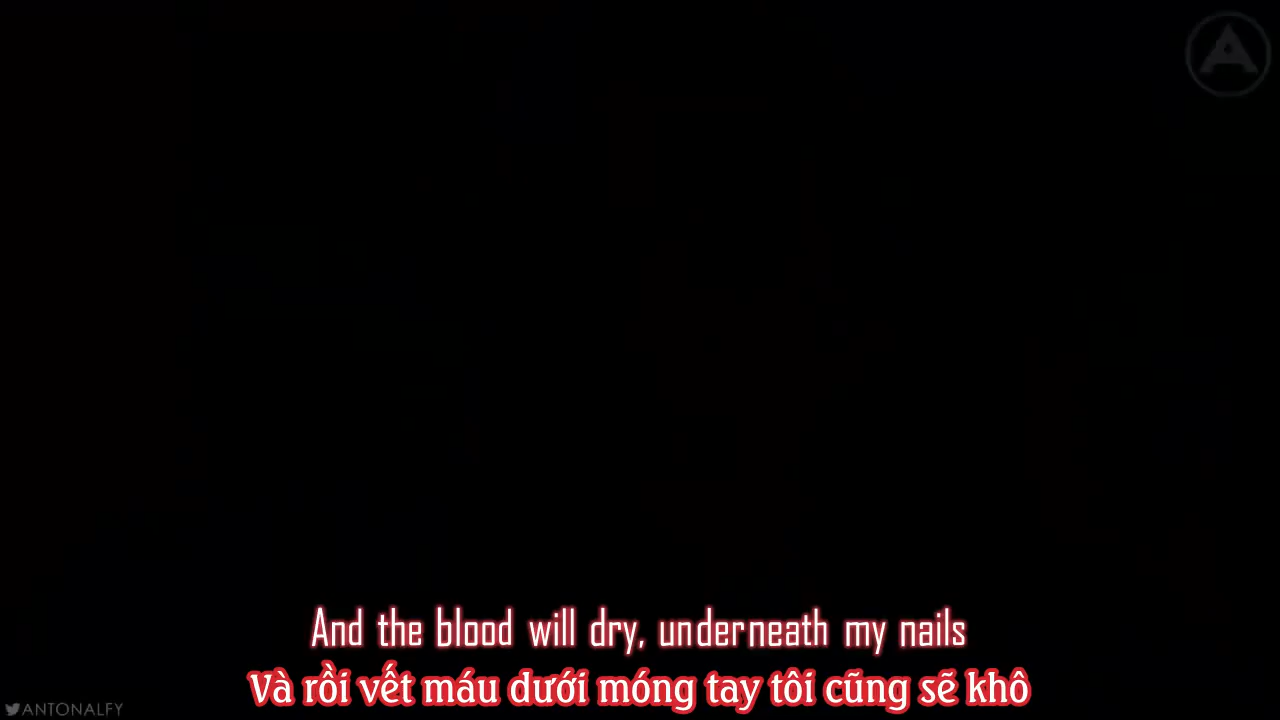 And the blood will dry, underneath my nails
Và rồi vết máu dưới móng tay tôi cũng sẽ khô
ANTONALFY